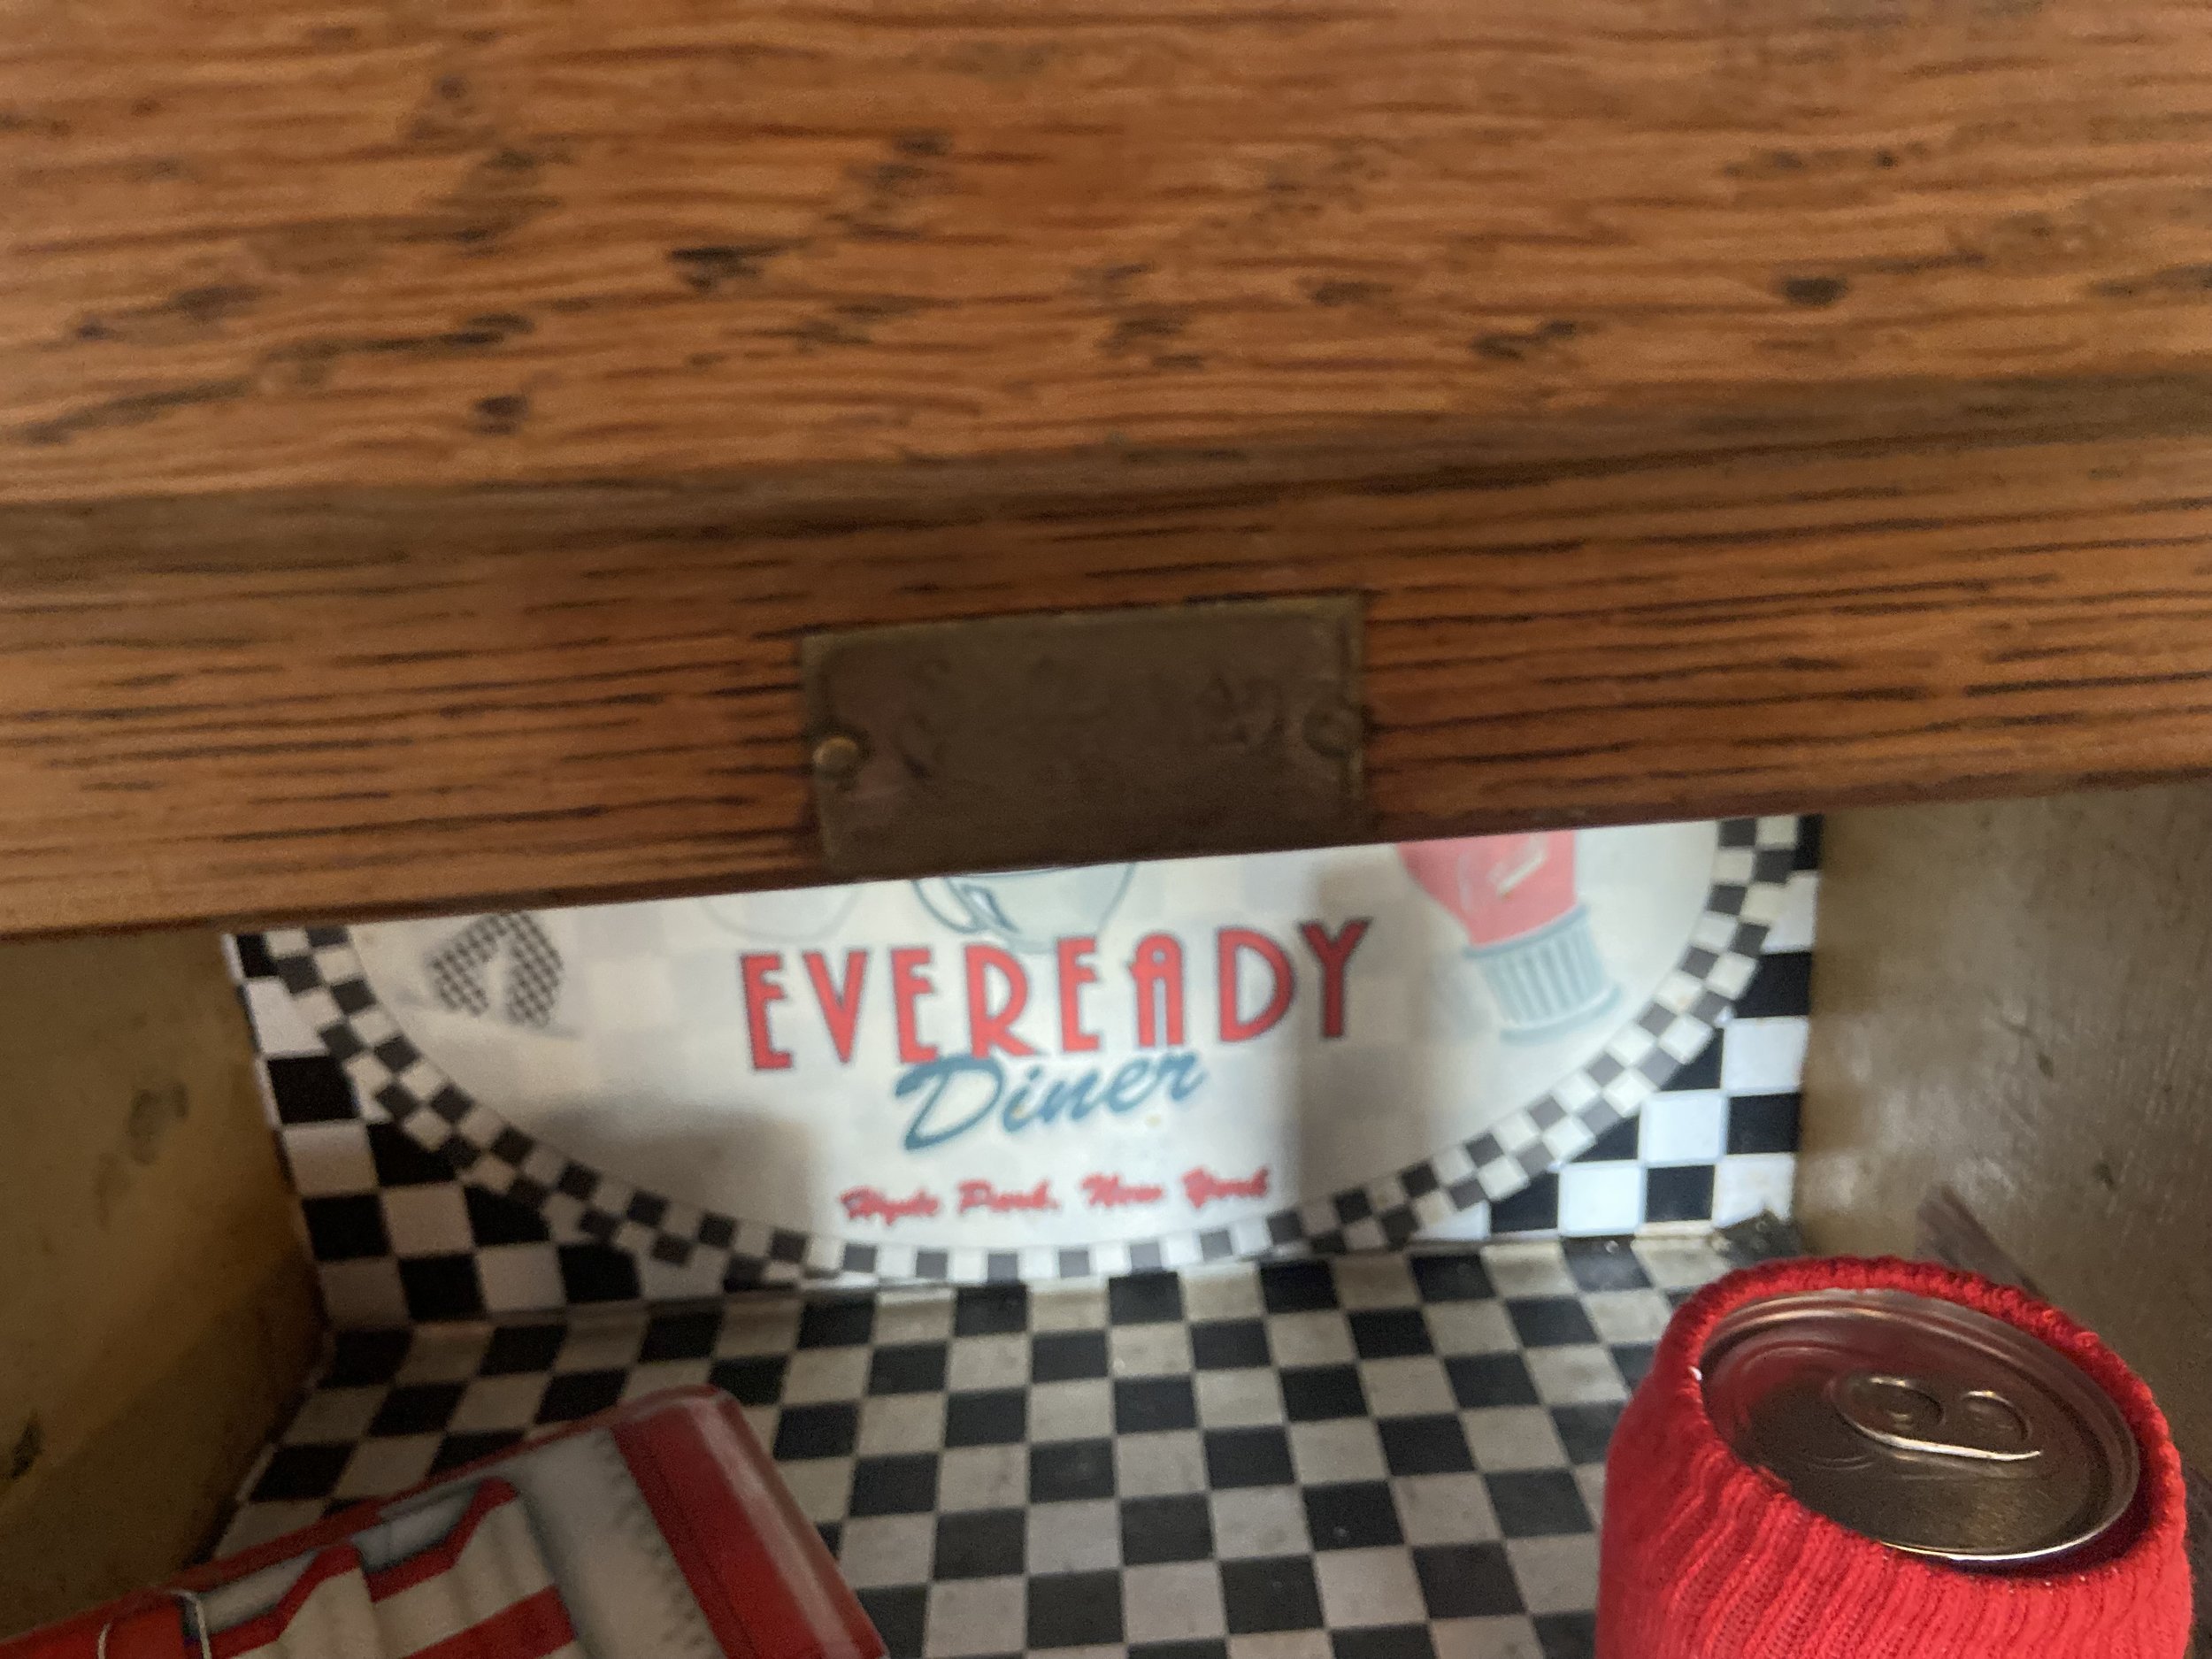 EVEREADY
Diner
Hyde Park, New York